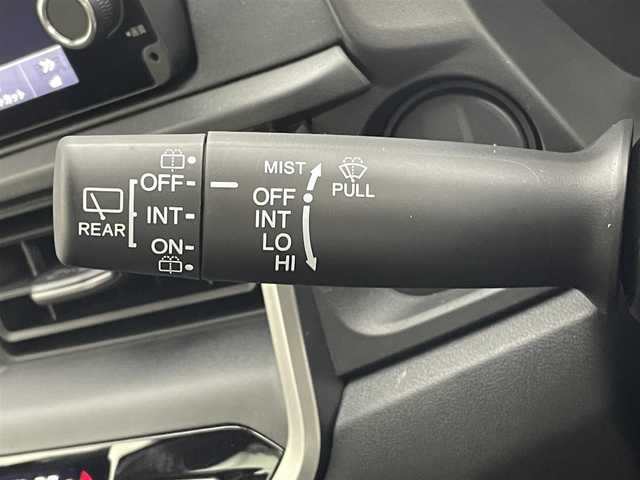 OFF
INT
ON
REAR
MIST
OFF
INT
LO
HI
PULL